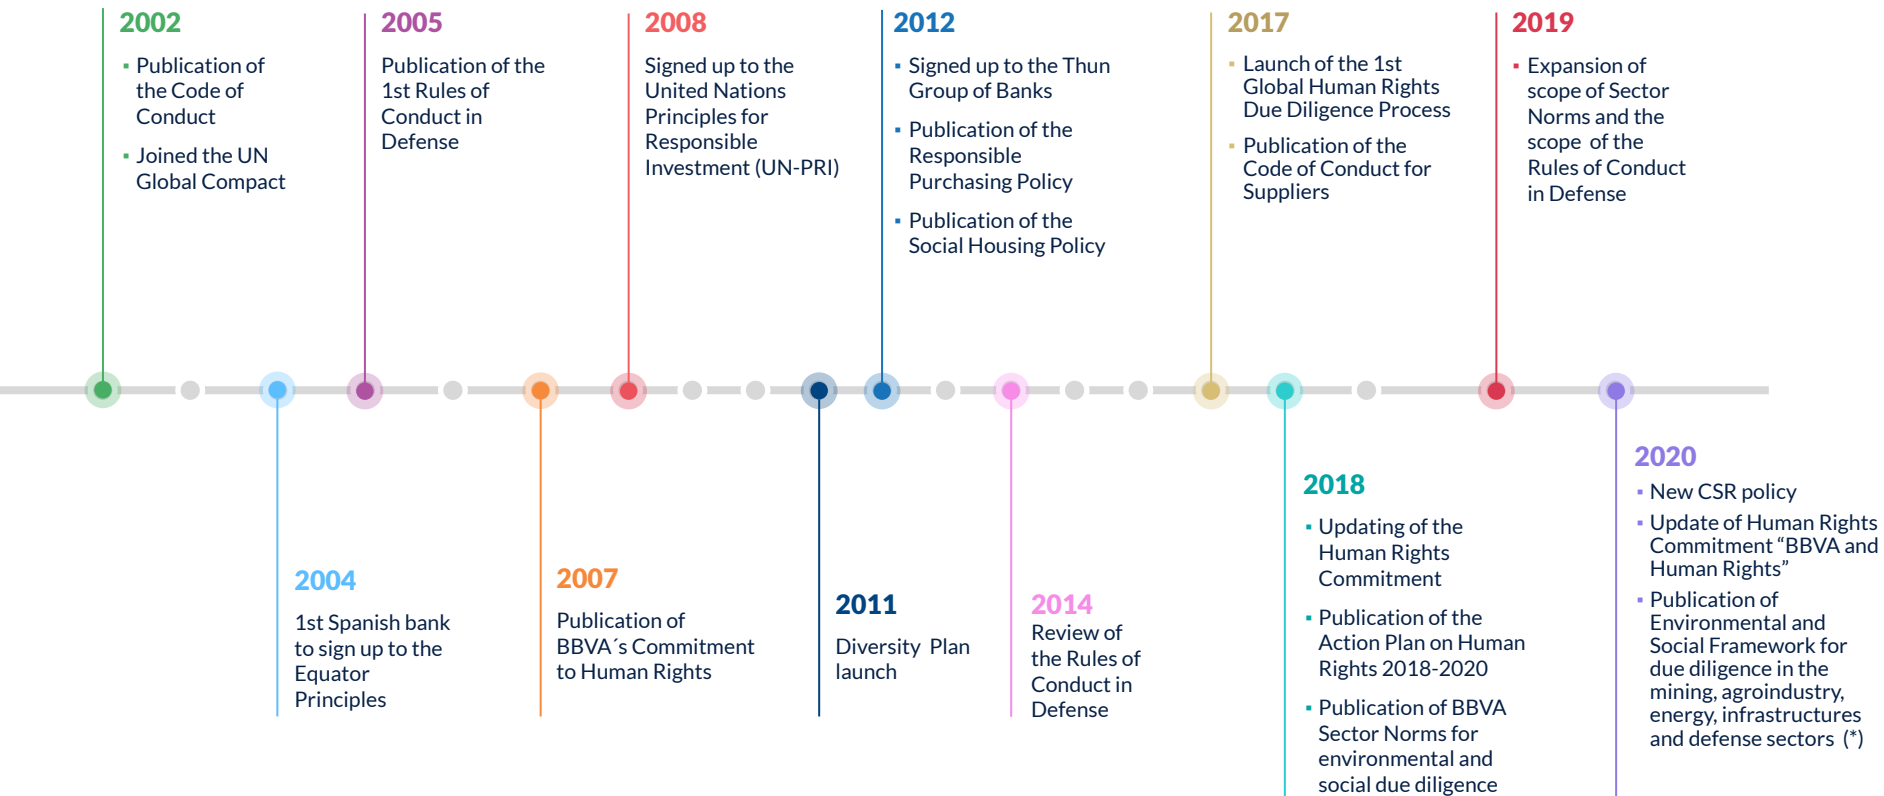 2002
▪ Publication of
the Code of
Conduct
▪ Joined the UN
Global Compact
2005
Publication of the
1st Rules of
Conduct in
Defense
2008
Signed up to the
United Nations
Principles for
Responsible
Investment (UN-PRI)
2012
▪ Signed up to the Thun
Group of Banks
▪ Publication of the
Responsible
Purchasing Policy
▪ Publication of the
Social Housing Policy
2017
▪ Launch of the 1st
Global Human Rights
Due Diligence Process
▪ Publication of the
Code of Conduct for
Suppliers
2019
▪ Expansion of
scope of Sector
Norms and the
scope of the
Rules of Conduct
in Defense
2004
1st Spanish bank
to sign up to the
Equator
Principles
2007
Publication of
BBVA´s Commitment
to Human Rights
2011
Diversity Plan
launch
2014
Review of
the Rules of
Conduct in
Defense
2018
▪ Updating of the
Human Rights
Commitment
▪ Publication of the
Action Plan on Human
Rights 2018-2020
▪ Publication of BBVA
Sector Norms for
environmental and
social due diligence
2020
▪ New CSR policy
▪ Update of Human Rights
Commitment “BBVA and
Human Rights”
▪ Publication of
Environmental and
Social Framework for
due diligence in the
mining, agroindustry,
energy, infrastructures
and defense sectors (*)